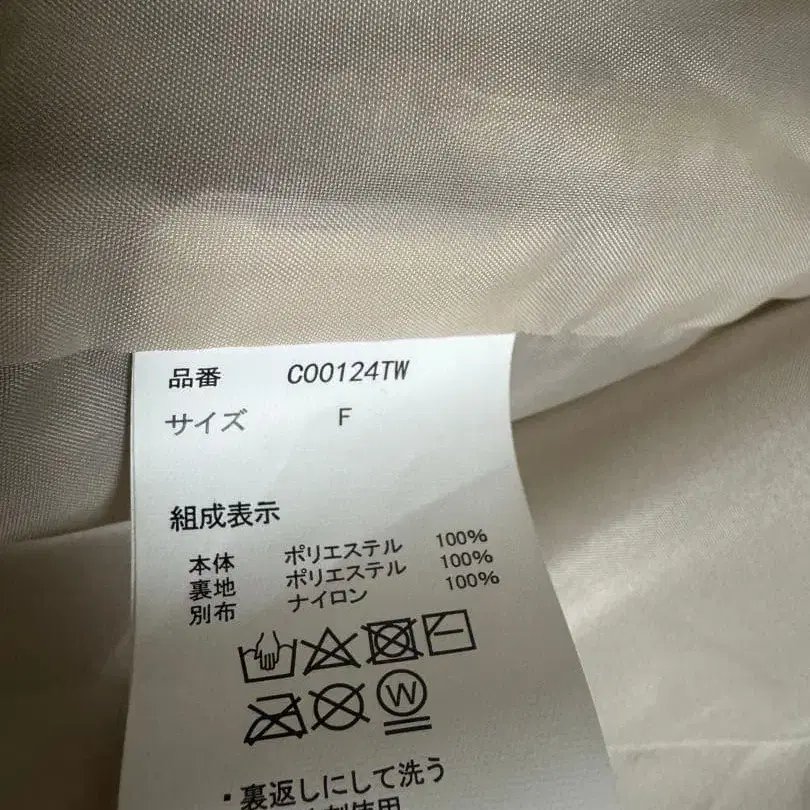 品番 COO124TW
サイズ F
組成表示
本体 ポリエステル 100%
裏地 ポリエステル 100%
別布 ナイロン 100%
W
・裏返しにして洗う